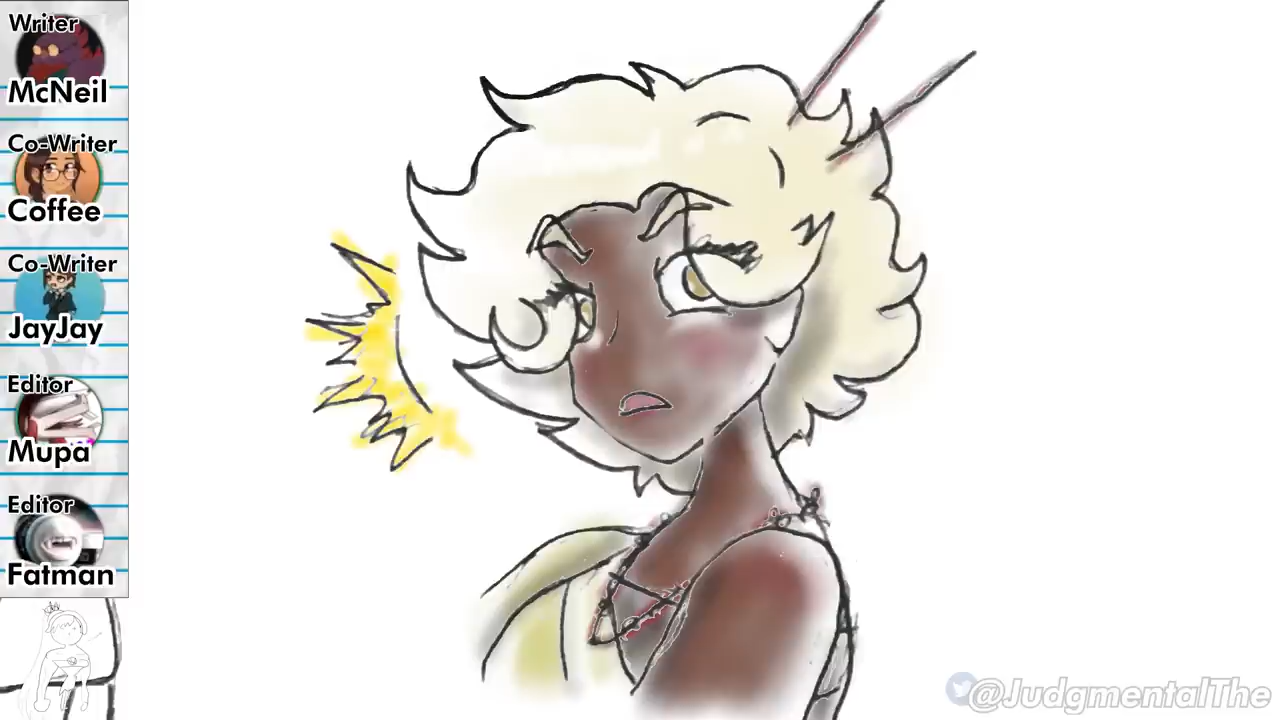 Writer
McNeil
Co-Writer
Coffee
Co-Writer
JayJay
Editor
Mupa
Editor
Fatman
@JudgmentalThe